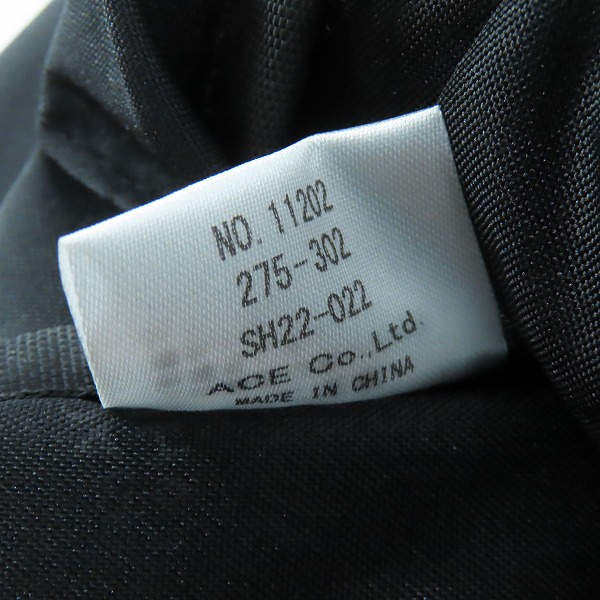 NO. 11202
275-302
SH22-022
ACE Co.,Ltd.
MADE IN CHINA